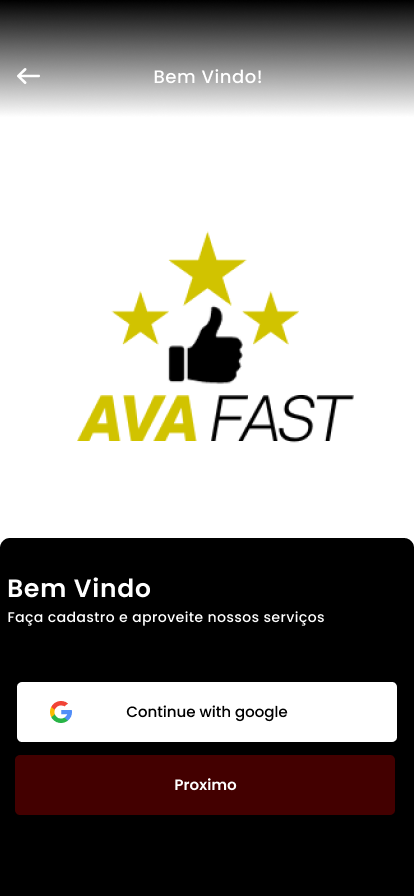 Bem Vindo!
AVA FAST
Bem Vindo
Faça cadastro e aproveite nossos serviços
Continue with google
Proximo